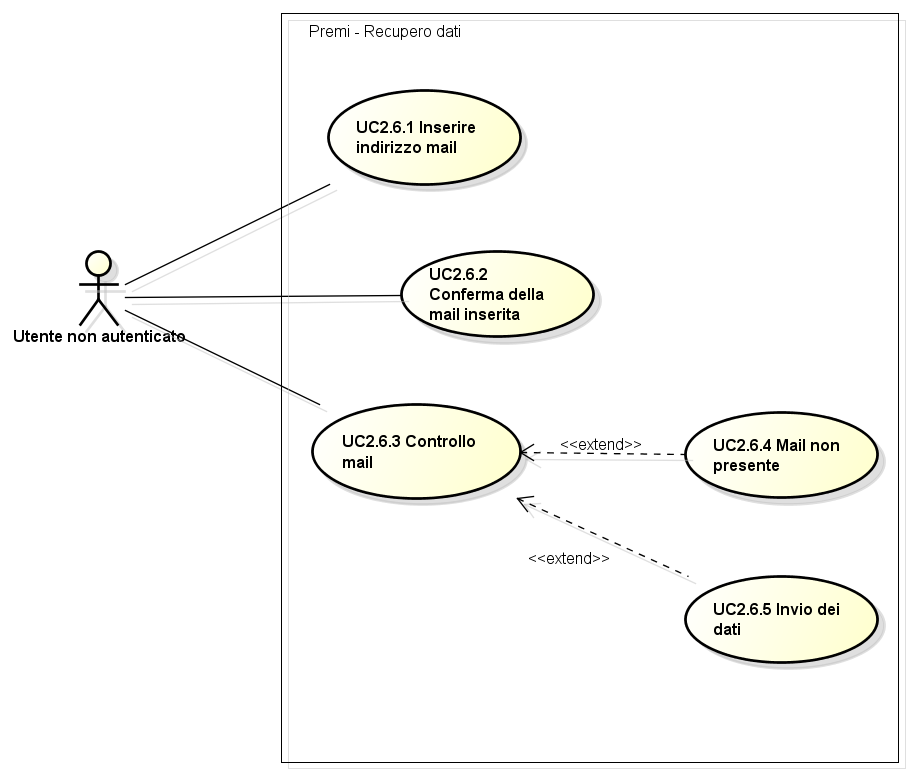 Premi - Recupero dati
UC2.6.1 Inserire
indirizzo mail
UC2.6.2
Conferma della
mail inserita
Utente non autenticato
UC2.6.3 Controllo
mail
<<extend>>
UC2.6.4 Mail non
presente
<<extend>>
UC2.6.5 Invio dei
dati